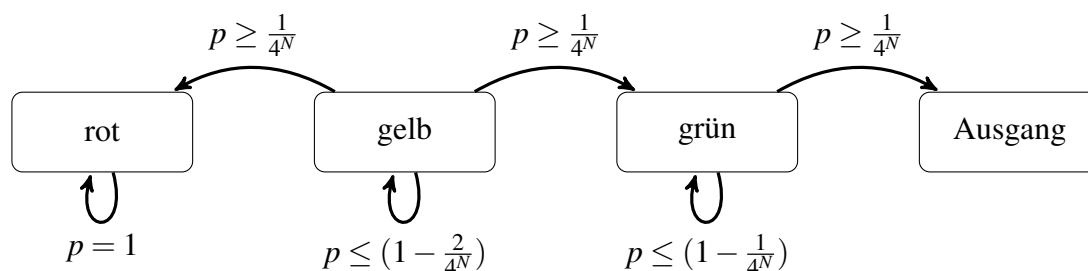 p ≥ 1/4^N p ≥ 1/4^N p ≥ 1/4^N
rot gelb grün Ausgang
p = 1 p ≤ (1 − 2/4^N) p ≤ (1 − 1/4^N)